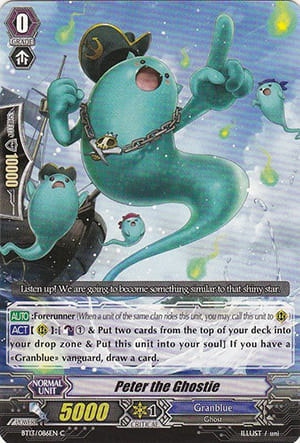 0
GRADE
10000
SHIELD
Listen up! We are going to become something similar to that shiny star.
AUTO :Forerunner (When a unit of the same clan rides this unit, you may call this unit to (R))
ACT [(R)]:[(1) & Put two cards from the top of your deck into
your drop zone & Put this unit into your soul] If you have a
«Granblue» vanguard, draw a card.
NORMAL
UNIT
Peter the Ghostie
POWER
5000
1
CRITICAL
Granblue
Ghost
BT13/086EN C
ILLUST / uni